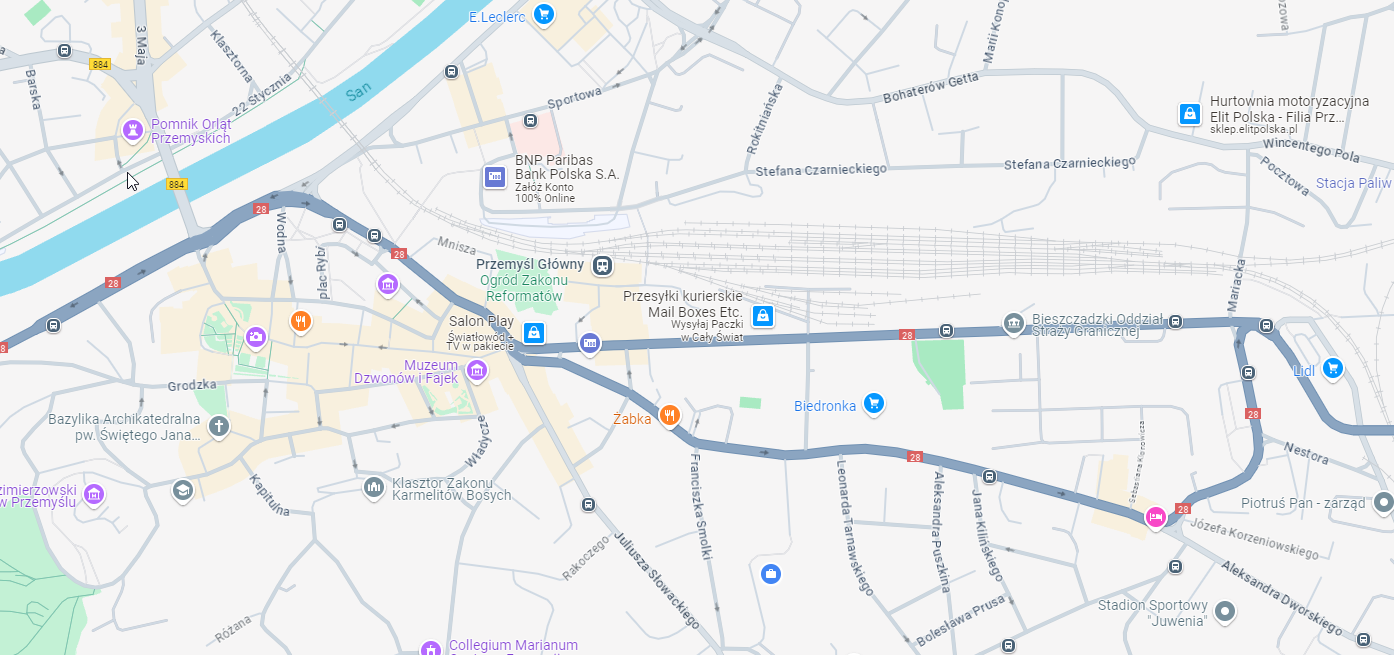 E.Leclerc
3 Maja
884
Klasztorna
Barska
22 Stycznia
San
Sportowa
Marii Kono
Bohaterów Getta
Hurtownia motoryzacyjna
Elit Polska - Filia Prz...
sklep.elitpolska.pl
Pomnik Orląt
Przemyskich
Rokitniańska
Wincentego Pola
BNP Paribas
Bank Polska S.A.
Załóż Konto
100% Online
Stefana Czarnieckiego
Stefana Czarnieckiego
Pocztowa
Stacja Paliw
884
28
Wodna
plac Rybi
28
Mnisza
28
Przemyśl Główny
Ogród Zakonu
Reformatów
Mariacka
Przesyłki kurierskie
Mail Boxes Etc.
Wysyłaj Paczki
w Cały Świat
Salon Play
Światłowód +
TV w pakiecie
Bieszczadzki Oddział
Straży Granicznej
28
28
Muzeum
Dzwonów i Fajek
Lidl
Grodzka
Biedronka
Żabka
28
Bazylika Archikatedralna
pw. Świętego Jana...
Władycze
28
Nestora
Klasztor Zakonu
Karmelitów Bosych
zimierzowski
w Przemyślu
Kapitulna
Franciszka Smolki
Leonarda Tarnawskiego
Aleksandra Puszkina
Jana Kilińskiego
28
Piotruś Pan - zarząd
Józefa Korzeniowskiego
Rakoczego
Juliusza Słowackiego
Aleksandra Dworskiego
Bolesława Prusa
Stadion Sportowy
"Juwenia"
Różana
Collegium Marianum